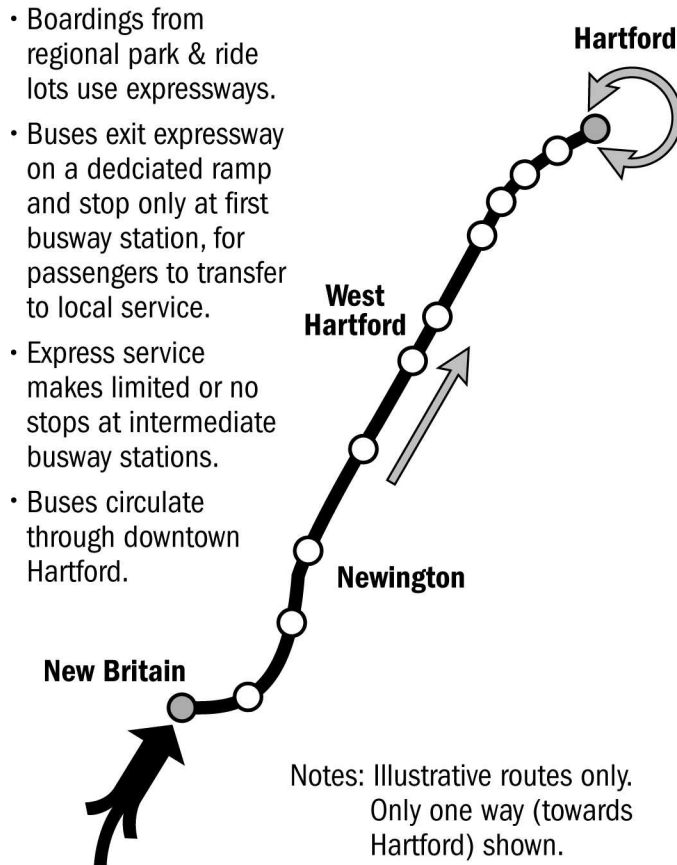 · Boardings from
regional park & ride
lots use expressways.
· Buses exit expressway
on a dedciated ramp
and stop only at first
busway station, for
passengers to transfer
to local service.
· Express service
makes limited or no
stops at intermediate
busway stations.
· Buses circulate
through downtown
Hartford.
Hartford
West
Hartford
Newington
New Britain
Notes: Illustrative routes only.
Only one way (towards
Hartford) shown.